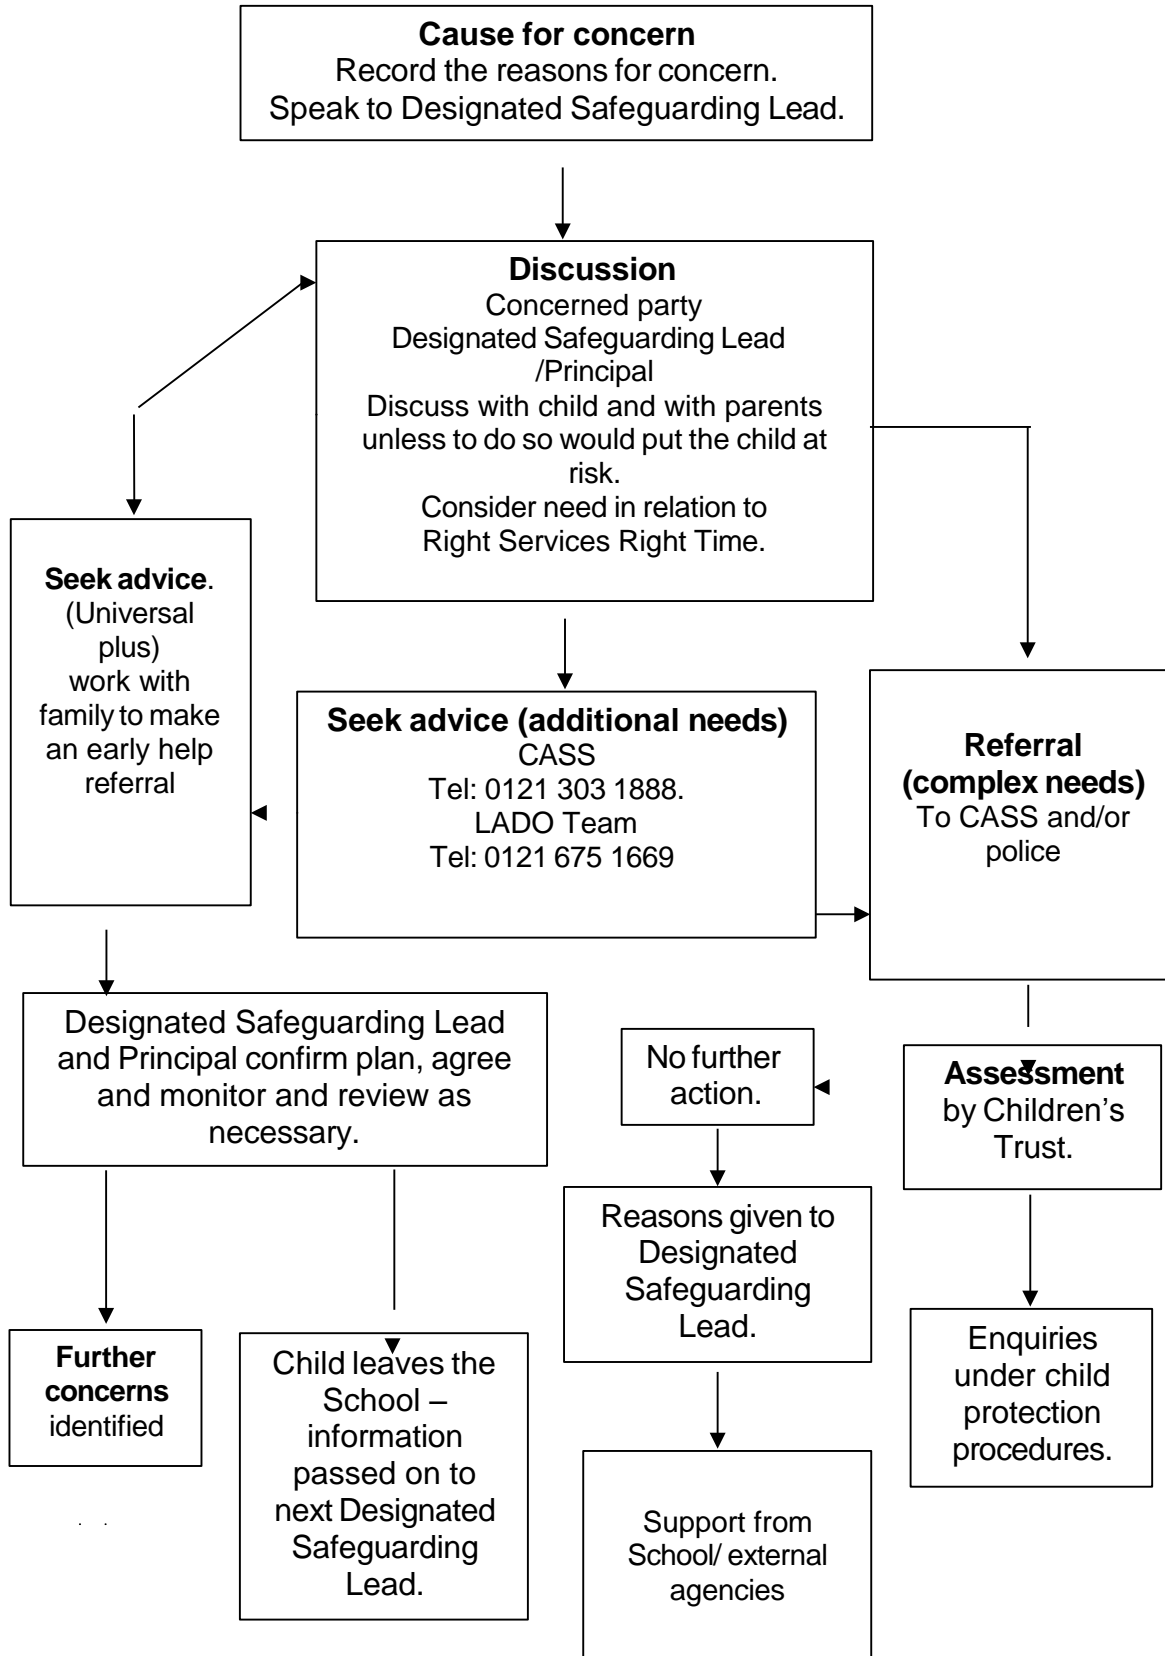 Cause for concern
Record the reasons for concern.
Speak to Designated Safeguarding Lead.
Discussion
Concerned party
Designated Safeguarding Lead
/Principal
Discuss with child and with parents
unless to do so would put the child at
risk.
Consider need in relation to
Right Services Right Time.
Seek advice.
(Universal
plus)
work with
family to make
an early help
referral
Seek advice (additional needs)
CASS
Tel: 0121 303 1888.
LADO Team
Tel: 0121 675 1669
Referral
(complex needs)
To CASS and/or
police
Designated Safeguarding Lead
and Principal confirm plan, agree
and monitor and review as
necessary.
No further
action.
Assessment
by Children’s
Trust.
Reasons given to
Designated
Safeguarding
Lead.
Further
concerns
identified
Child leaves the
School –
information
passed on to
next Designated
Safeguarding
Lead.
Enquiries
under child
protection
procedures.
Support from
School/ external
agencies